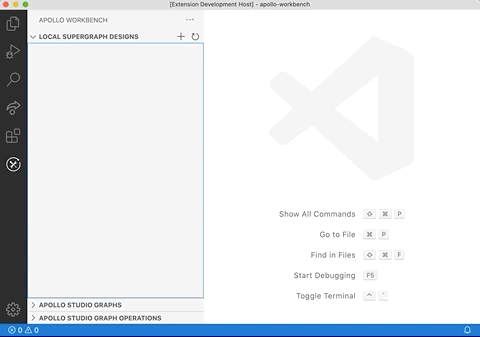 [Extension Development Host] - apollo-workbench
APOLLO WORKBENCH
LOCAL SUPERGRAPH DESIGNS
Show All Commands ⇧ ⌘ P
Go to File ⌘ P
Find in Files ⇧ ⌘ F
Start Debugging F5
Toggle Terminal ^ `
APOLLO STUDIO GRAPHS
APOLLO STUDIO GRAPH OPERATIONS
0 0